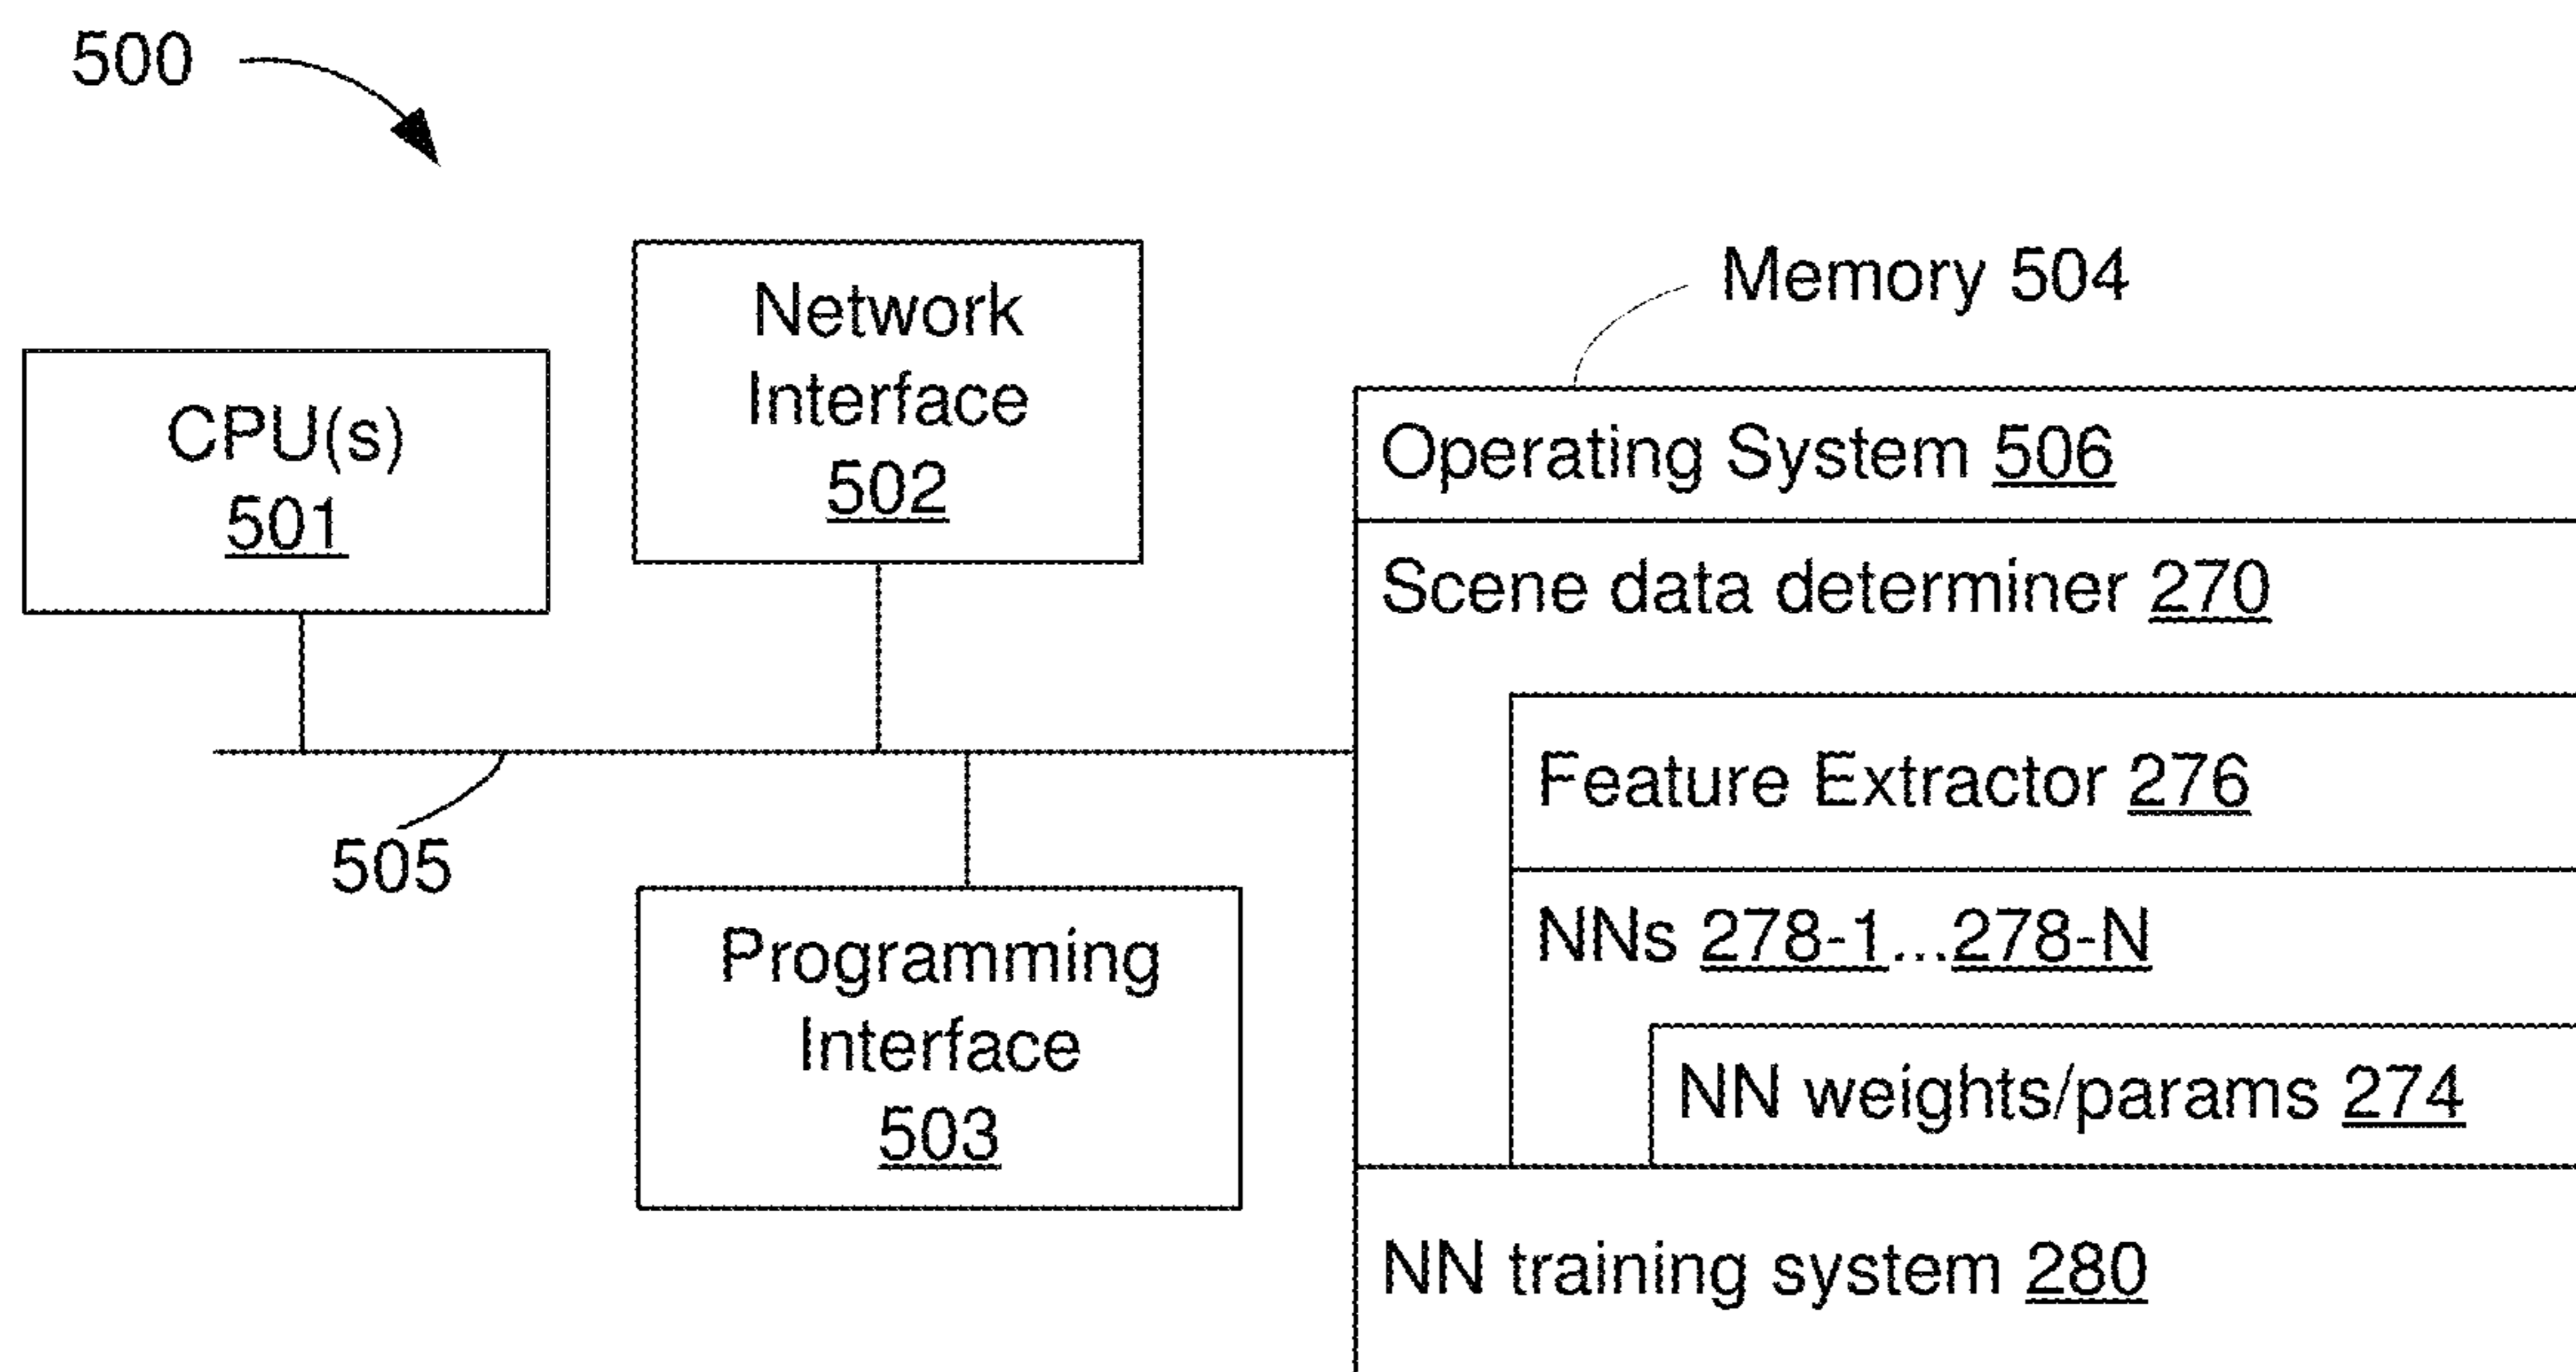 500
Network
Interface
502
Memory 504
CPU(s)
501
Operating System 506
Scene data determiner 270
Feature Extractor 276
505
NNs 278-1...278-N
Programming
Interface
503
NN weights/params 274
NN training system 280